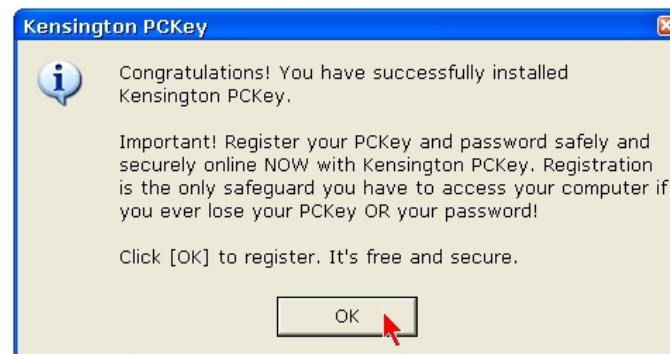 Kensington PCKey
Congratulations! You have successfully installed
Kensington PCKey.
Important! Register your PCKey and password safely and
securely online NOW with Kensington PCKey. Registration
is the only safeguard you have to access your computer if
you ever lose your PCKey OR your password!
Click [OK] to register. It's free and secure.
OK